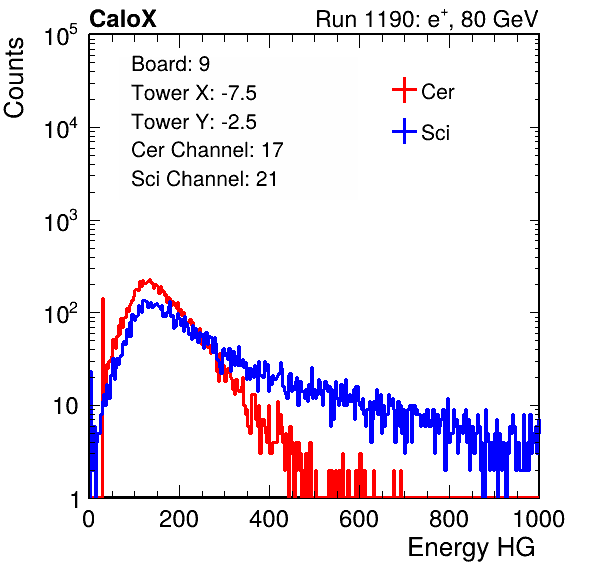 CaloX Run 1190: e⁺, 80 GeV
Counts
10⁵
10⁴
10³
10²
10
1
Board: 9
Tower X: -7.5
Tower Y: -2.5
Cer Channel: 17
Sci Channel: 21
Cer
Sci
0 200 400 600 800 1000
Energy HG